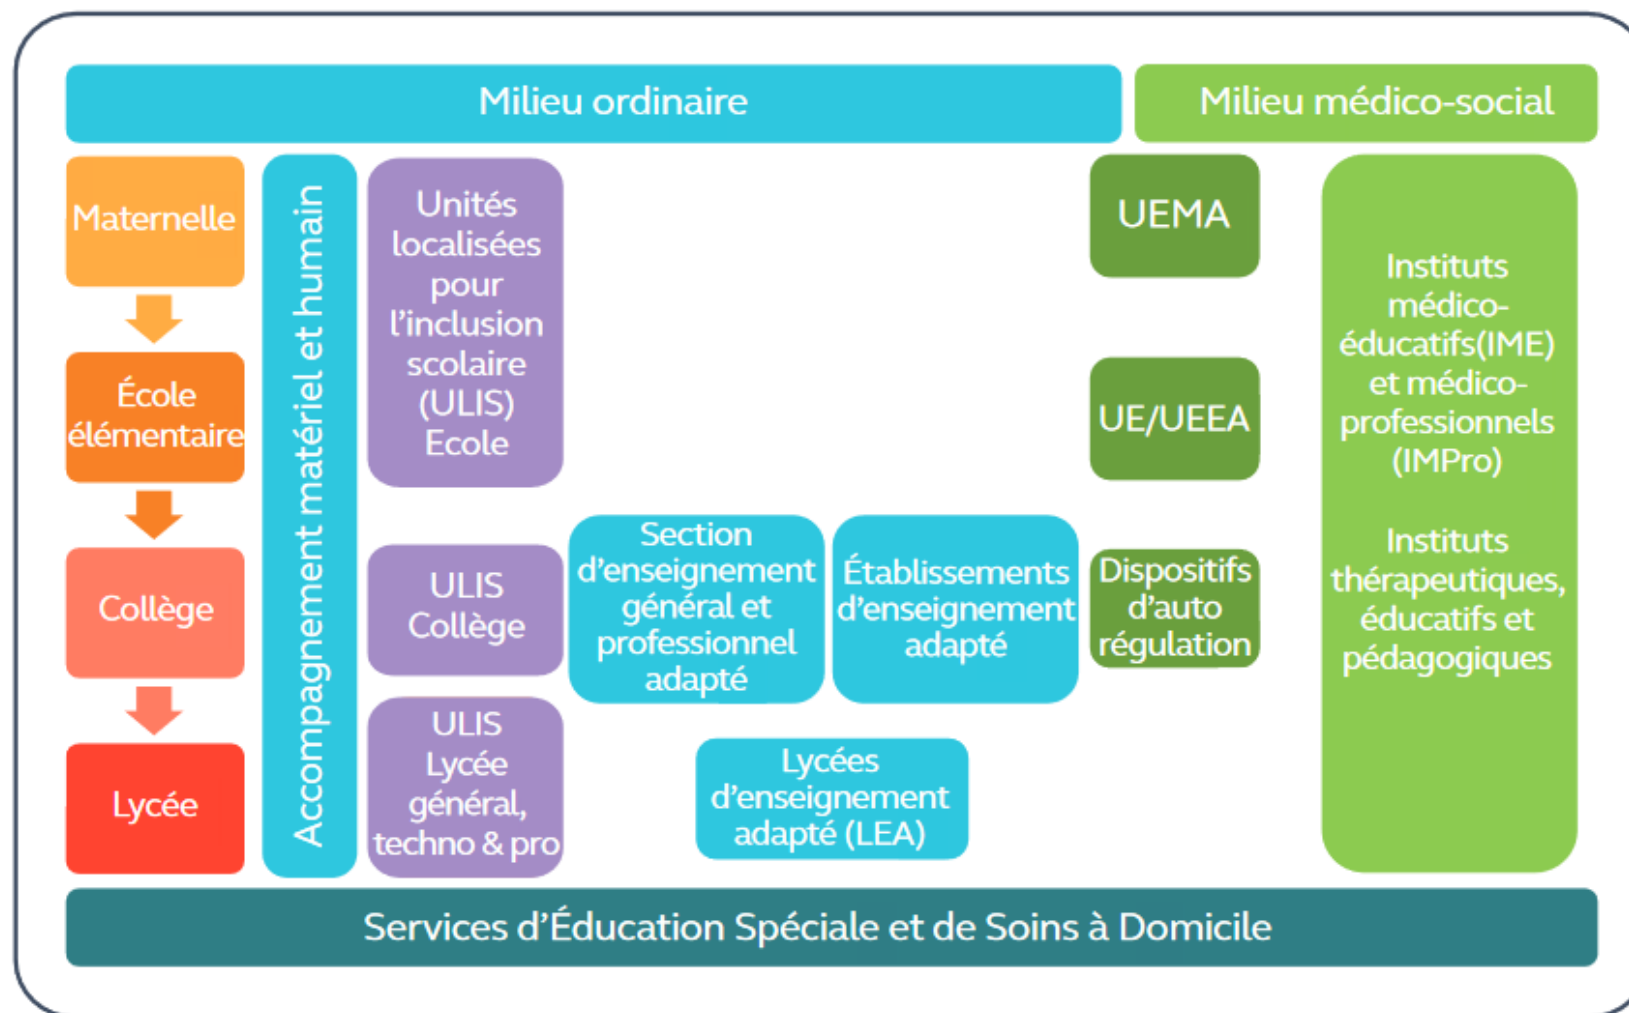 Milieu ordinaire
Milieu médico-social
Maternelle
École
élémentaire
Collège
Lycée
Accompagnement matériel et humain
Unités
localisées
pour
l'inclusion
scolaire
(ULIS)
Ecole
ULIS
Collège
ULIS
Lycée
général,
techno & pro
Section
d'enseignement
général et
professionnel
adapté
Établissements
d'enseignement
adapté
Lycées
d'enseignement
adapté (LEA)
UEMA
UE/UEEA
Dispositifs
d'auto
régulation
Instituts
médico-
éducatifs(IME)
et médico-
professionnels
(IMPro)
Instituts
thérapeutiques,
éducatifs et
pédagogiques
Services d'Éducation Spéciale et de Soins à Domicile